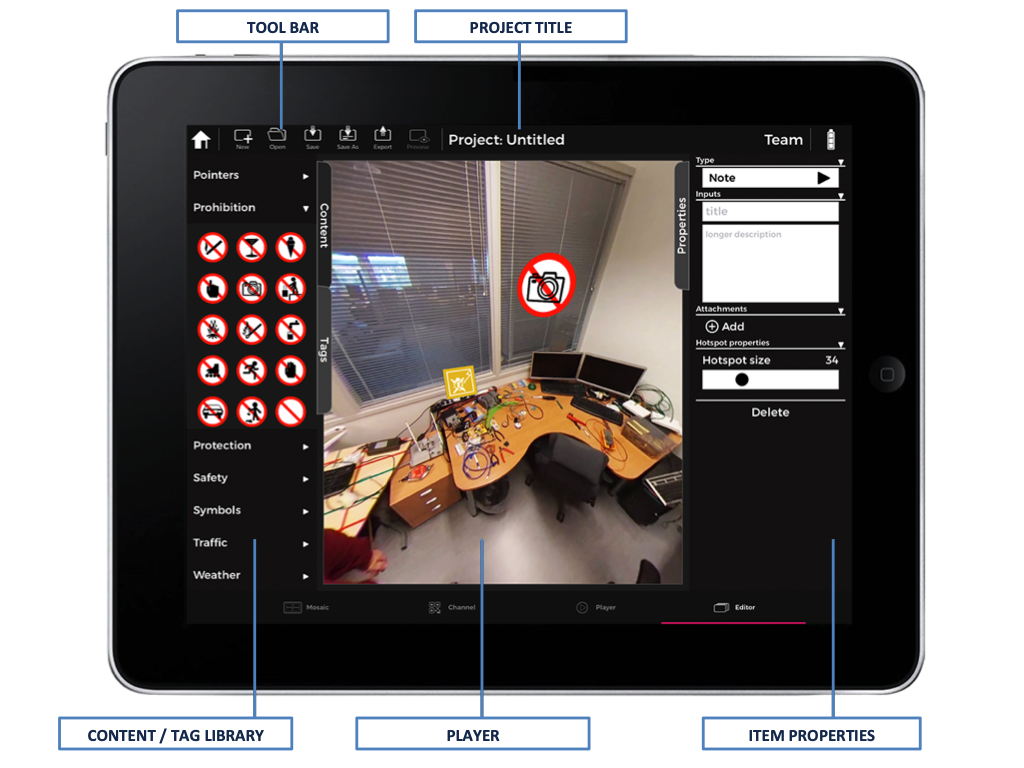 TOOL BAR
PROJECT TITLE
New
Open
Save
Save As
Export
Preview
Project: Untitled
Team
Pointers
Prohibition
Protection
Safety
Symbols
Traffic
Weather
Content
Tags
Properties
Type
Note
Inputs
title
longer description
Attachments
Add
Hotspot properties
Hotspot size 34
Delete
Mosaic
Channel
Player
Editor
CONTENT / TAG LIBRARY
PLAYER
ITEM PROPERTIES